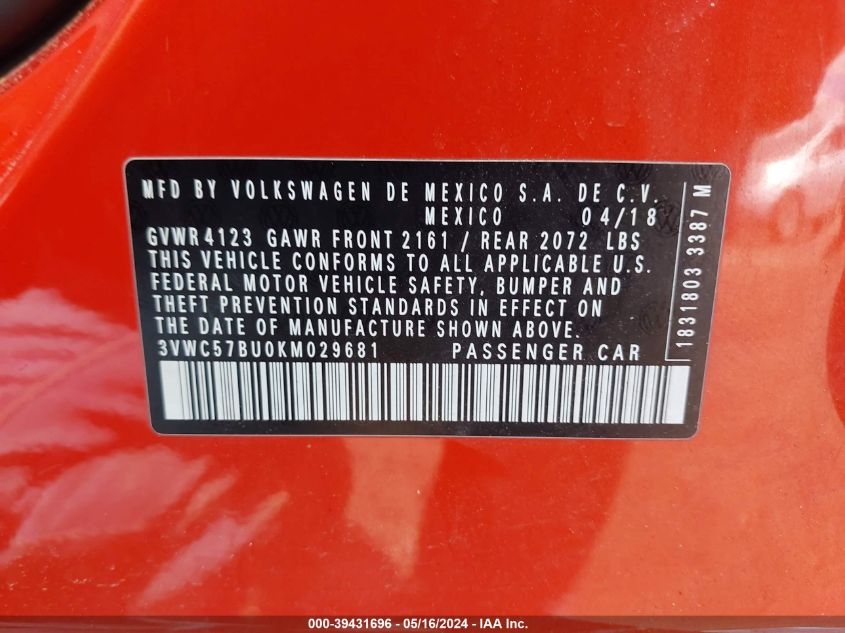 MFD BY VOLKSWAGEN DE MEXICO S.A. DE C.V.
MEXICO 04/18
GVWR 4123 GAWR FRONT 2161 / REAR 2072 LBS
THIS VEHICLE CONFORMS TO ALL APPLICABLE U.S.
FEDERAL MOTOR VEHICLE SAFETY, BUMPER AND
THEFT PREVENTION STANDARDS IN EFFECT ON
THE DATE OF MANUFACTURE SHOWN ABOVE.
3VWC57BU0KM029681 PASSENGER CAR
1831803 3387 M
000-39431696 - 05/16/2024 - IAA Inc.